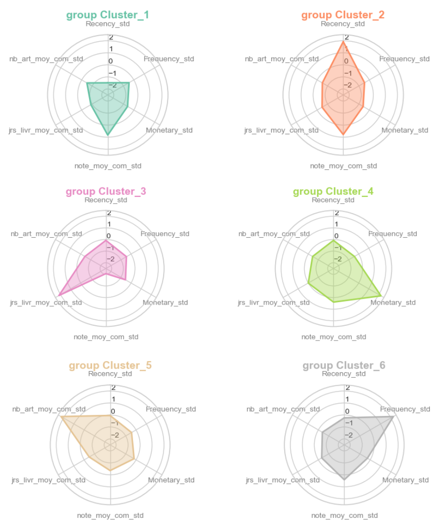 group Cluster_1
Recency_std
2
1
0
−1
−2
nb_art_moy_com_std
Frequency_std
jrs_livr_moy_com_std
Monetary_std
note_moy_com_std
group Cluster_2
Recency_std
2
1
0
−1
−2
nb_art_moy_com_std
Frequency_std
jrs_livr_moy_com_std
Monetary_std
note_moy_com_std
group Cluster_3
Recency_std
2
1
0
−1
−2
nb_art_moy_com_std
Frequency_std
jrs_livr_moy_com_std
Monetary_std
note_moy_com_std
group Cluster_4
Recency_std
2
1
0
−1
−2
nb_art_moy_com_std
Frequency_std
jrs_livr_moy_com_std
Monetary_std
note_moy_com_std
group Cluster_5
Recency_std
2
1
0
−1
−2
nb_art_moy_com_std
Frequency_std
jrs_livr_moy_com_std
Monetary_std
note_moy_com_std
group Cluster_6
Recency_std
2
1
0
−1
−2
nb_art_moy_com_std
Frequency_std
jrs_livr_moy_com_std
Monetary_std
note_moy_com_std